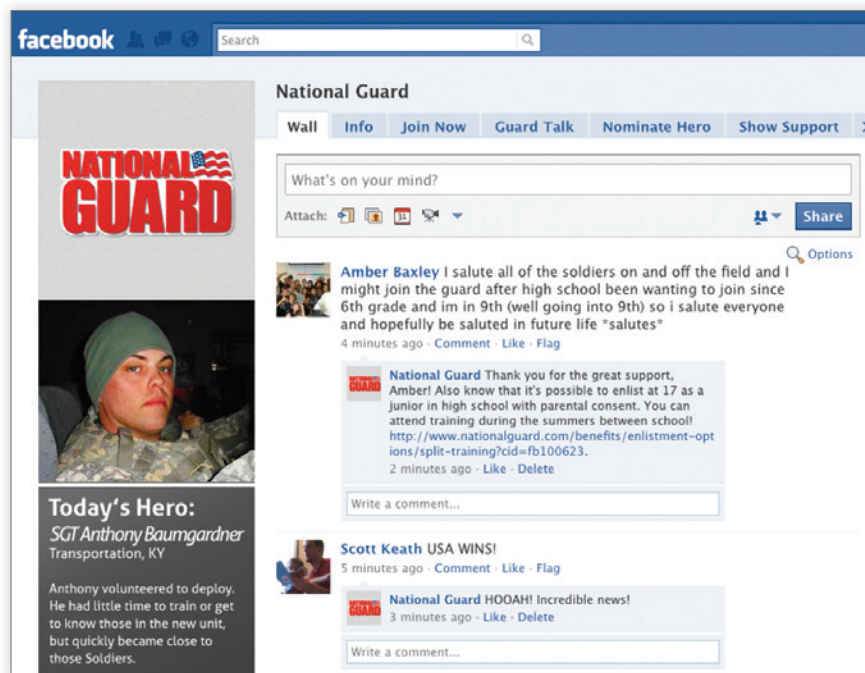 facebook
Search
NATIONAL
GUARD
National Guard
Wall
Info
Join Now
Guard Talk
Nominate Hero
Show Support
What's on your mind?
Attach:
31
Share
Options
Amber Baxley I salute all of the soldiers on and off the field and I
might join the guard after high school been wanting to join since
6th grade and im in 9th (well going into 9th) so i salute everyone
and hopefully be saluted in future life *salutes*
4 minutes ago · Comment · Like · Flag
NATIONAL
GUARD
National Guard Thank you for the great support,
Amber! Also know that it's possible to enlist at 17 as a
junior in high school with parental consent. You can
attend training during the summers between school!
http://www.nationalguard.com/benefits/enlistment-opt
ions/split-training?cid=fb100623.
2 minutes ago · Like · Delete
Write a comment...
Scott Keath USA WINS!
5 minutes ago · Comment · Like · Flag
NATIONAL
GUARD
National Guard HOOAH! Incredible news!
3 minutes ago · Like · Delete
Write a comment...
Today's Hero:
SGT Anthony Baumgardner
Transportation, KY
Anthony volunteered to deploy.
He had little time to train or get
to know those in the new unit,
but quickly became close to
those Soldiers.